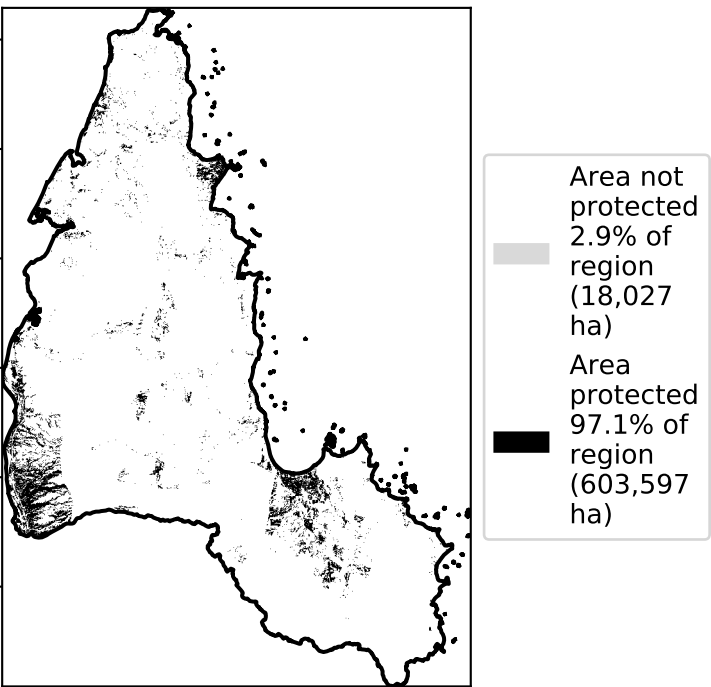 Area not
protected
2.9% of
region
(18,027
ha)
Area
protected
97.1% of
region
(603,597
ha)